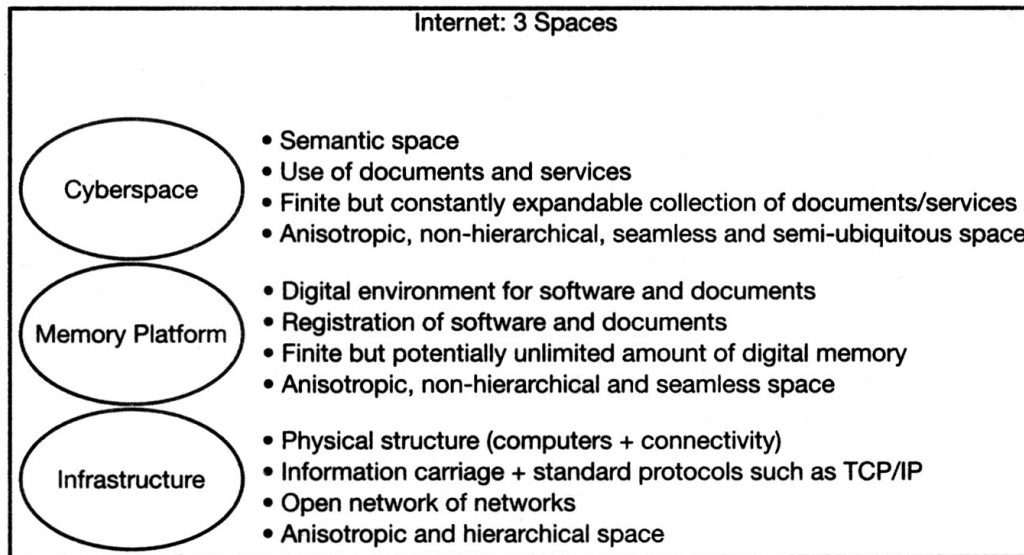 Internet: 3 Spaces
Cyberspace
• Semantic space
• Use of documents and services
• Finite but constantly expandable collection of documents/services
• Anisotropic, non-hierarchical, seamless and semi-ubiquitous space
Memory Platform
• Digital environment for software and documents
• Registration of software and documents
• Finite but potentially unlimited amount of digital memory
• Anisotropic, non-hierarchical and seamless space
Infrastructure
• Physical structure (computers + connectivity)
• Information carriage + standard protocols such as TCP/IP
• Open network of networks
• Anisotropic and hierarchical space